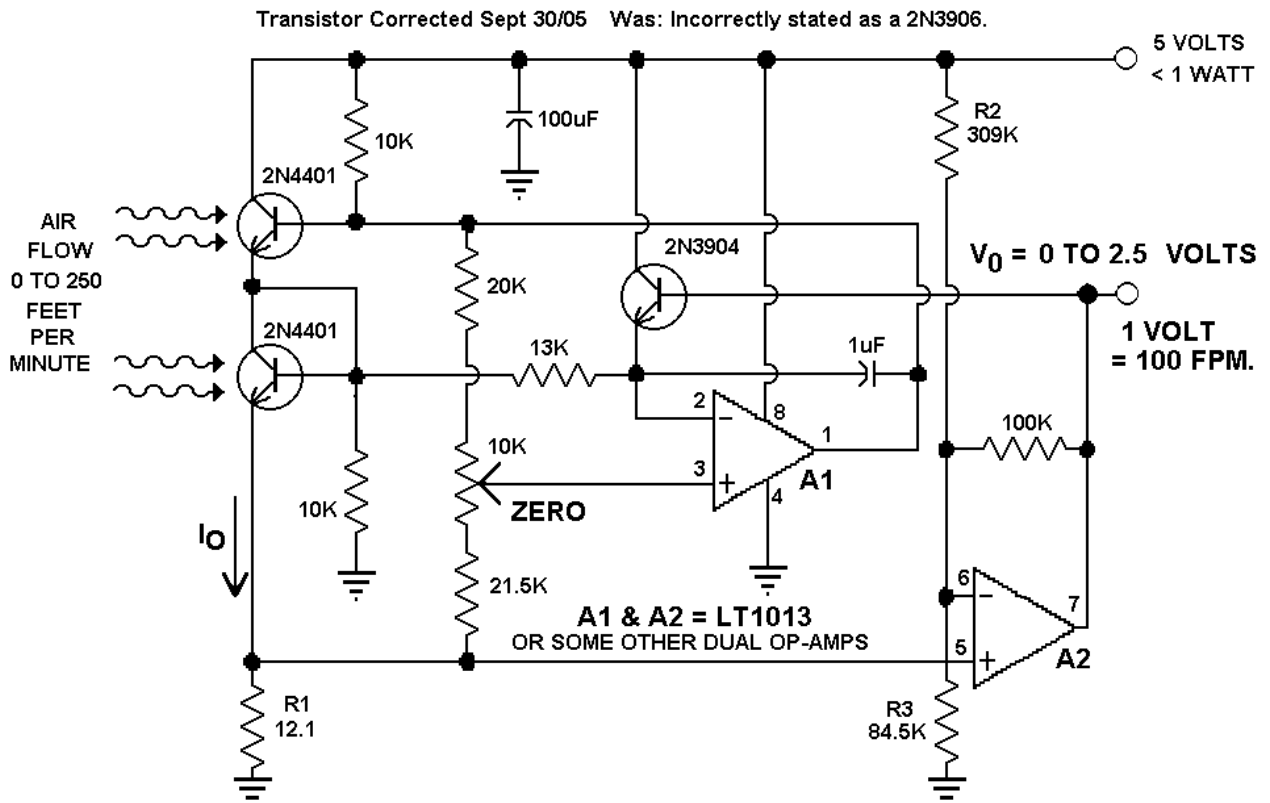 Transistor Corrected Sept 30/05 Was: Incorrectly stated as a 2N3906.
5 VOLTS
< 1 WATT
R2
309K
10K
100uF
2N4401
AIR
FLOW
0 TO 250
FEET
PER
MINUTE
2N3904
V0 = 0 TO 2.5 VOLTS
20K
2N4401
13K
1uF
1 VOLT
= 100 FPM.
2
8
1
100K
10K
3
A1
4
10K
ZERO
IO
21.5K
A1 & A2 = LT1013
OR SOME OTHER DUAL OP-AMPS
6
7
5
A2
R1
12.1
R3
84.5K